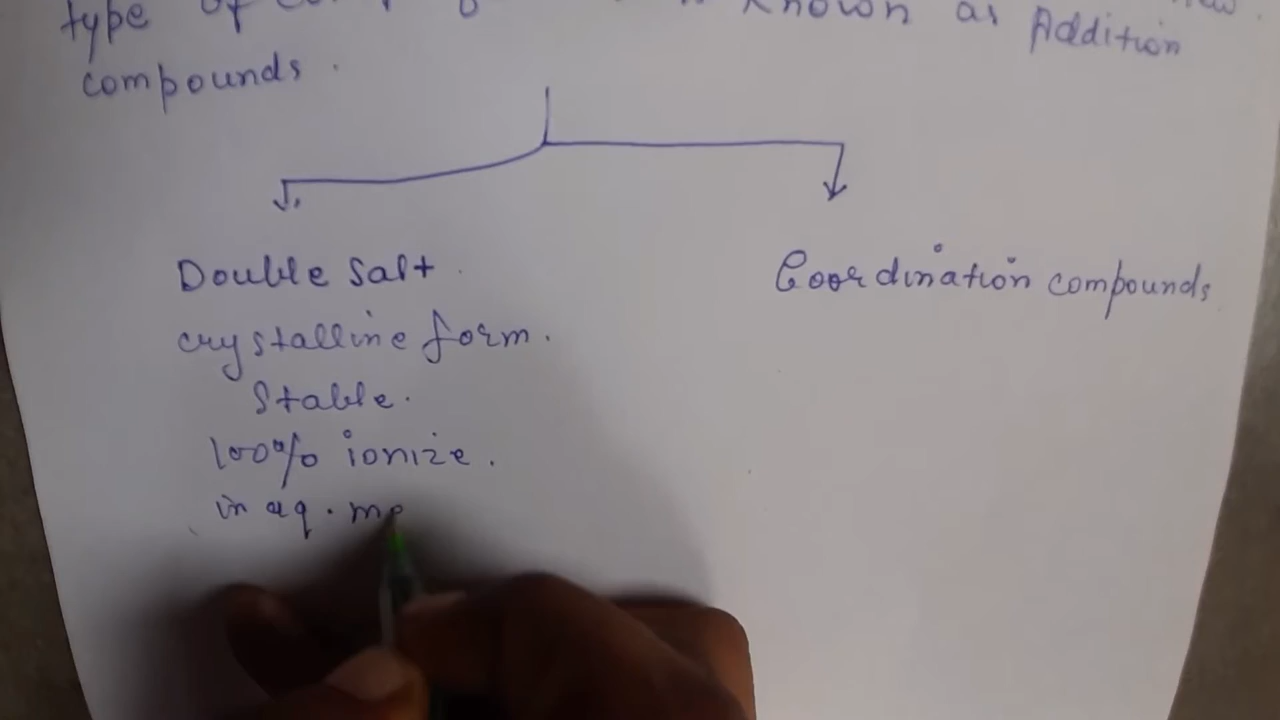 type of known as Addition
compounds.
Double salt
Coordination compounds
crystalline form.
Stable.
100% ionize.
in aq. me